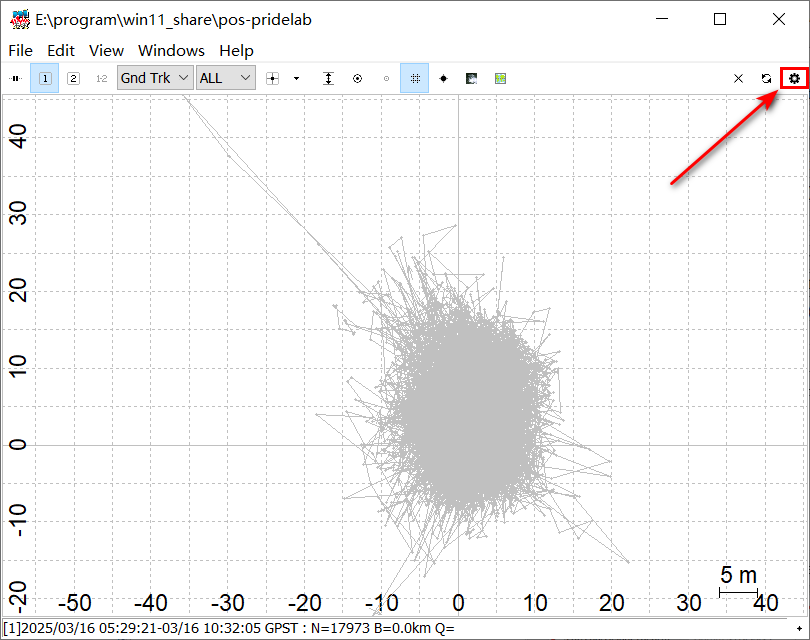 E:\program\win11_share\pos-pridelab
File Edit View Windows Help
1 2 1-2 Gnd Trk ALL
40
30
20
10
0
-10
-20
-50 -40 -30 -20 -10 0 10 20 30 40
5 m
[1]2025/03/16 05:29:21-03/16 10:32:05 GPST : N=17973 B=0.0km Q=